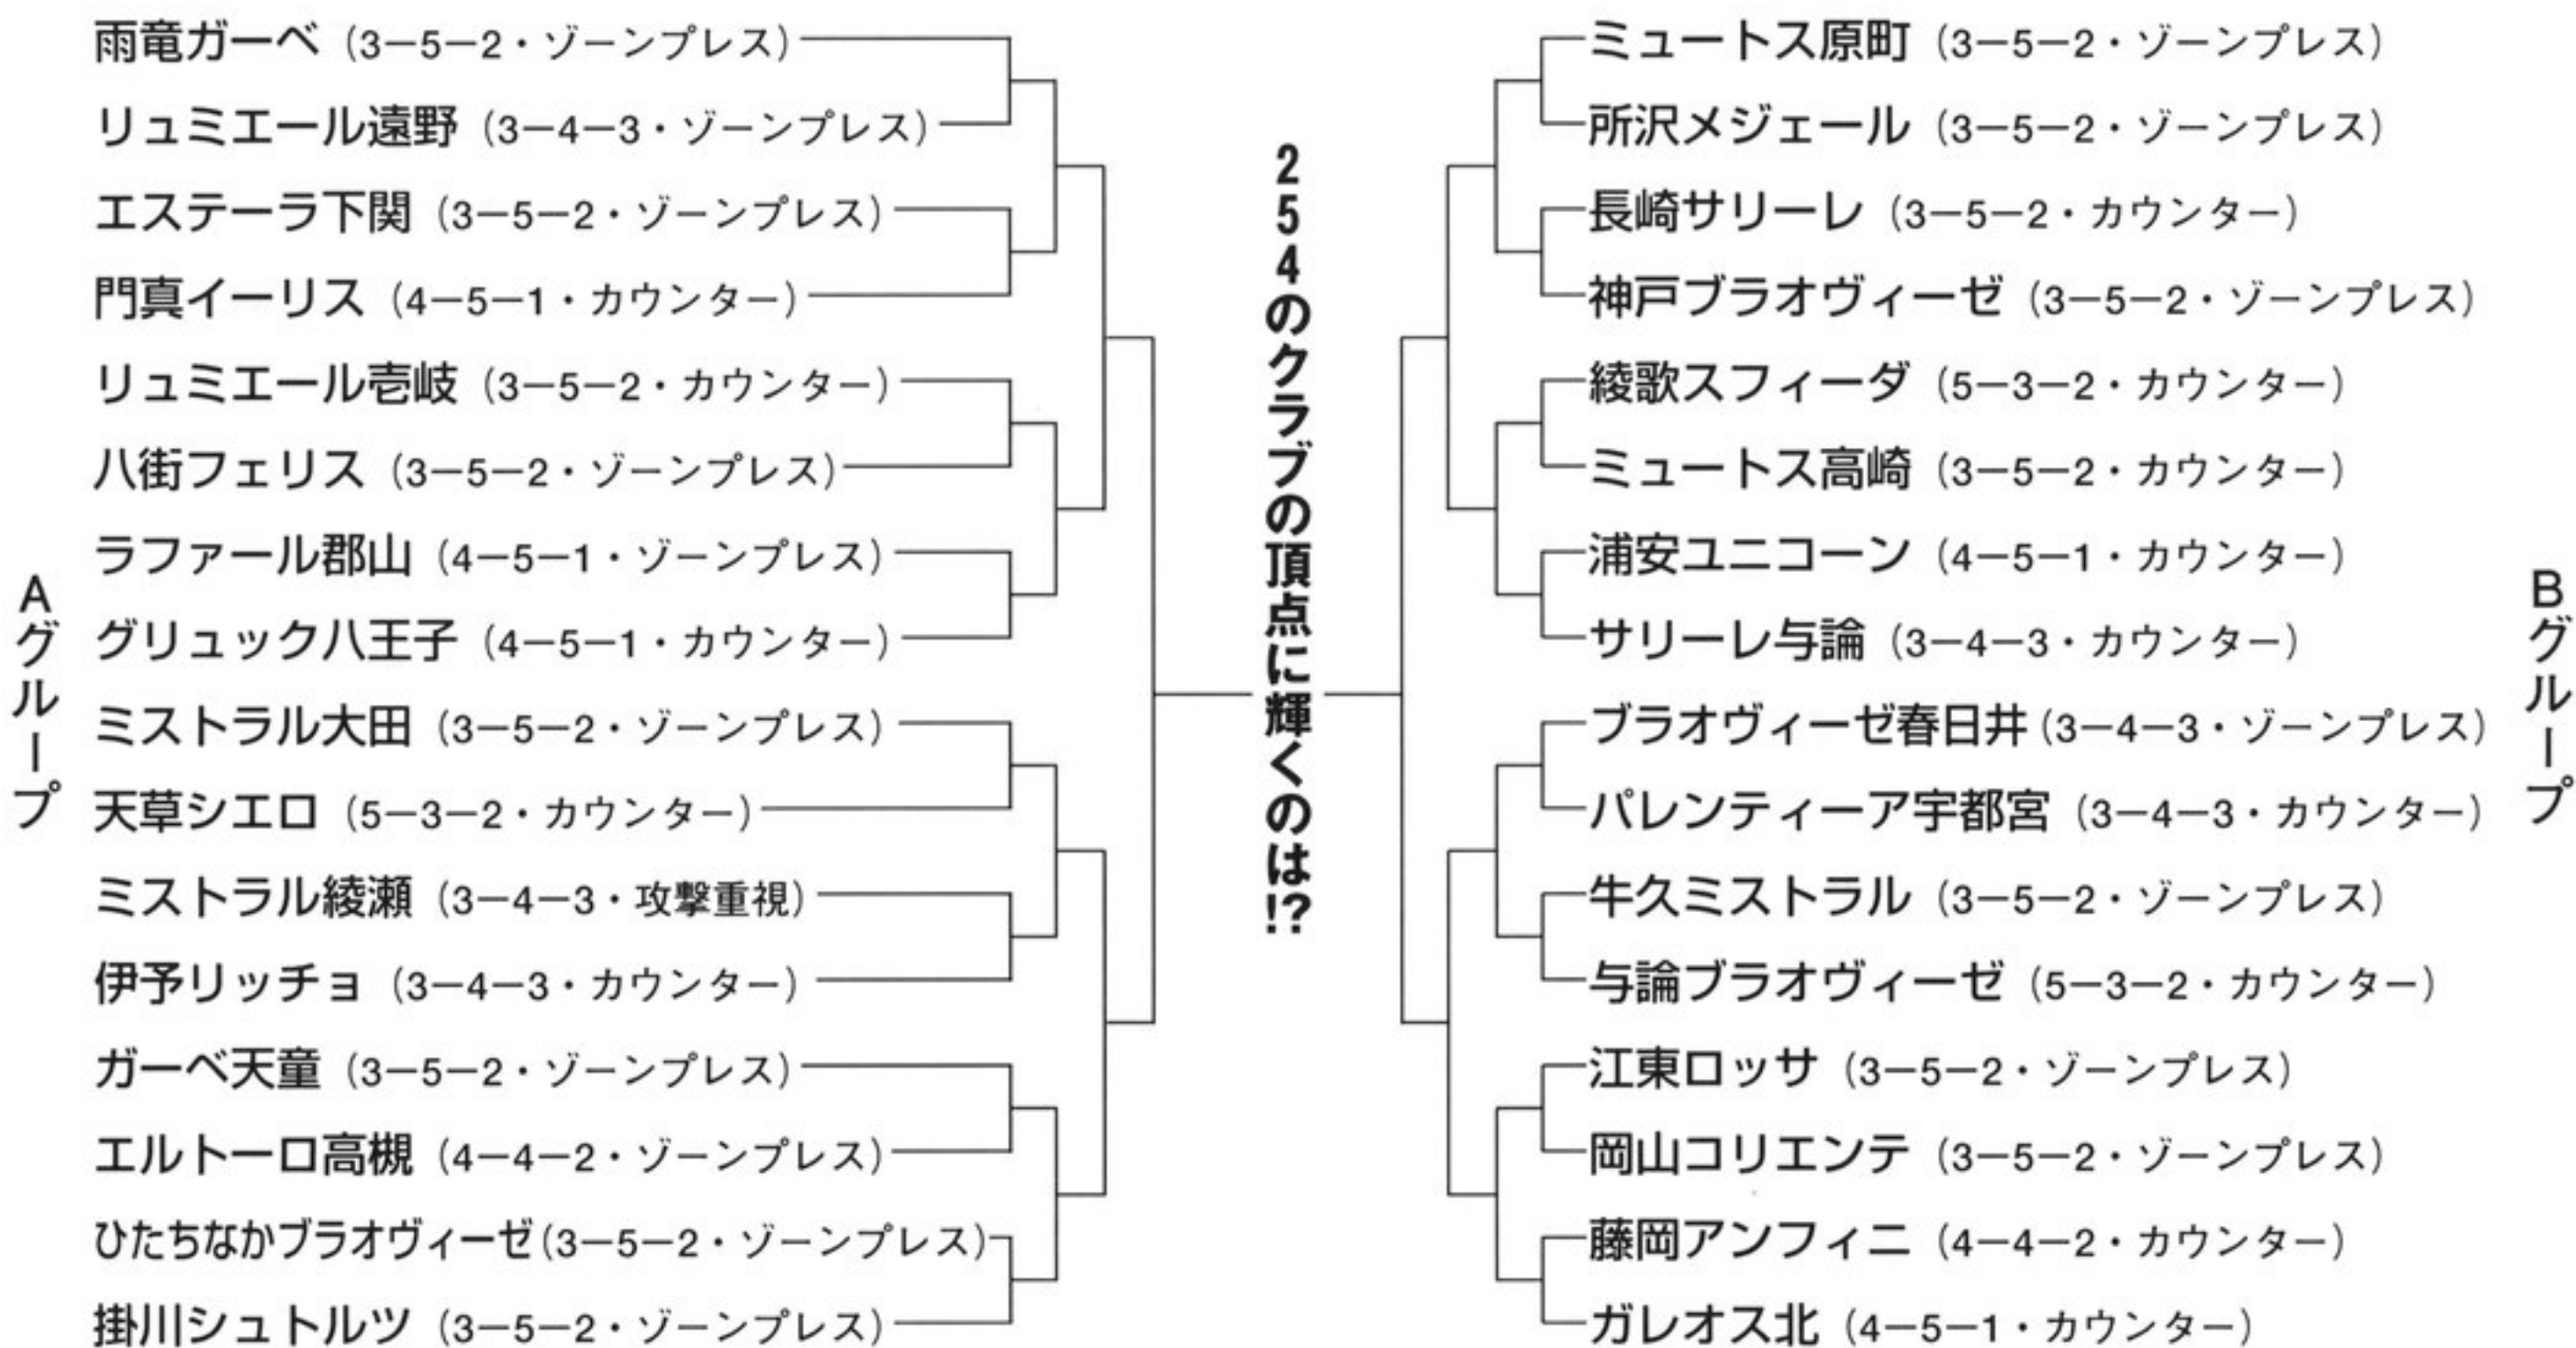 Aグループ
雨竜ガーベ（3－5－2・ゾーンプレス）
リュミエール遠野（3－4－3・ゾーンプレス）
エステーラ下関（3－5－2・ゾーンプレス）
門真イーリス（4－5－1・カウンター）
リュミエール壱岐（3－5－2・カウンター）
八街フェリス（3－5－2・ゾーンプレス）
ラファール郡山（4－5－1・ゾーンプレス）
グリュック八王子（4－5－1・カウンター）
ミストラル大田（3－5－2・ゾーンプレス）
天草シエロ（5－3－2・カウンター）
ミストラル綾瀬（3－4－3・攻撃重視）
伊予リッチョ（3－4－3・カウンター）
ガーベ天童（3－5－2・ゾーンプレス）
エルトーロ高槻（4－4－2・ゾーンプレス）
ひたちなかブラオヴィーゼ（3－5－2・ゾーンプレス）
掛川シュトルツ（3－5－2・ゾーンプレス）
254のクラブの頂点に輝くのは!?
ミュートス原町（3－5－2・ゾーンプレス）
所沢メジェール（3－5－2・ゾーンプレス）
長崎サリーレ（3－5－2・カウンター）
神戸ブラオヴィーゼ（3－5－2・ゾーンプレス）
綾歌スフィーダ（5－3－2・カウンター）
ミュートス高崎（3－5－2・カウンター）
浦安ユニコーン（4－5－1・カウンター）
サリーレ与論（3－4－3・カウンター）
ブラオヴィーゼ春日井（3－4－3・ゾーンプレス）
パレンティーア宇都宮（3－4－3・カウンター）
牛久ミストラル（3－5－2・ゾーンプレス）
与論ブラオヴィーゼ（5－3－2・カウンター）
江東ロッサ（3－5－2・ゾーンプレス）
岡山コリエンテ（3－5－2・ゾーンプレス）
藤岡アンフィニ（4－4－2・カウンター）
ガレオス北（4－5－1・カウンター）
Bグループ